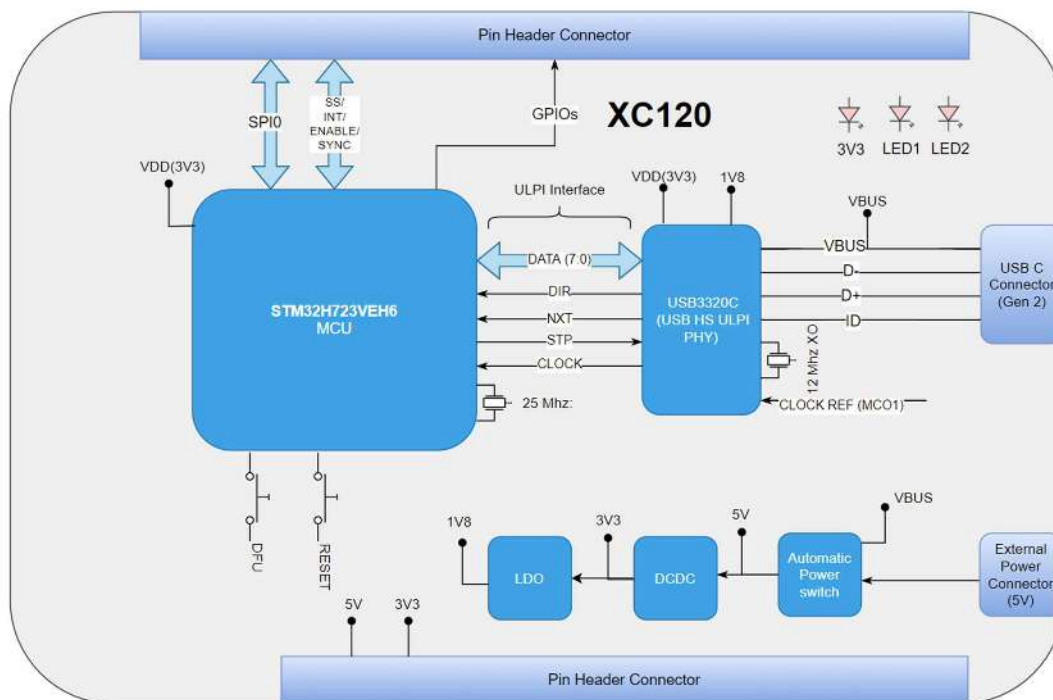 Pin Header Connector
SPI0
SS/
INT/
ENABLE/
SYNC
GPIOs
XC120
3V3
LED1
LED2
VDD(3V3)
ULPI Interface
VDD(3V3)
1V8
VBUS
STM32H723VEH6
MCU
DATA (7:0)
DIR
NXT
STP
CLOCK
25 Mhz:
USB3320C
(USB HS ULPI
PHY)
VBUS
D-
D+
ID
12 Mhz XO
CLOCK REF (MCO1)
USB C
Connector
(Gen 2)
DFU
RESET
1V8
LDO
3V3
DCDC
5V
Automatic
Power
switch
VBUS
External
Power
Connector
(5V)
5V
3V3
Pin Header Connector